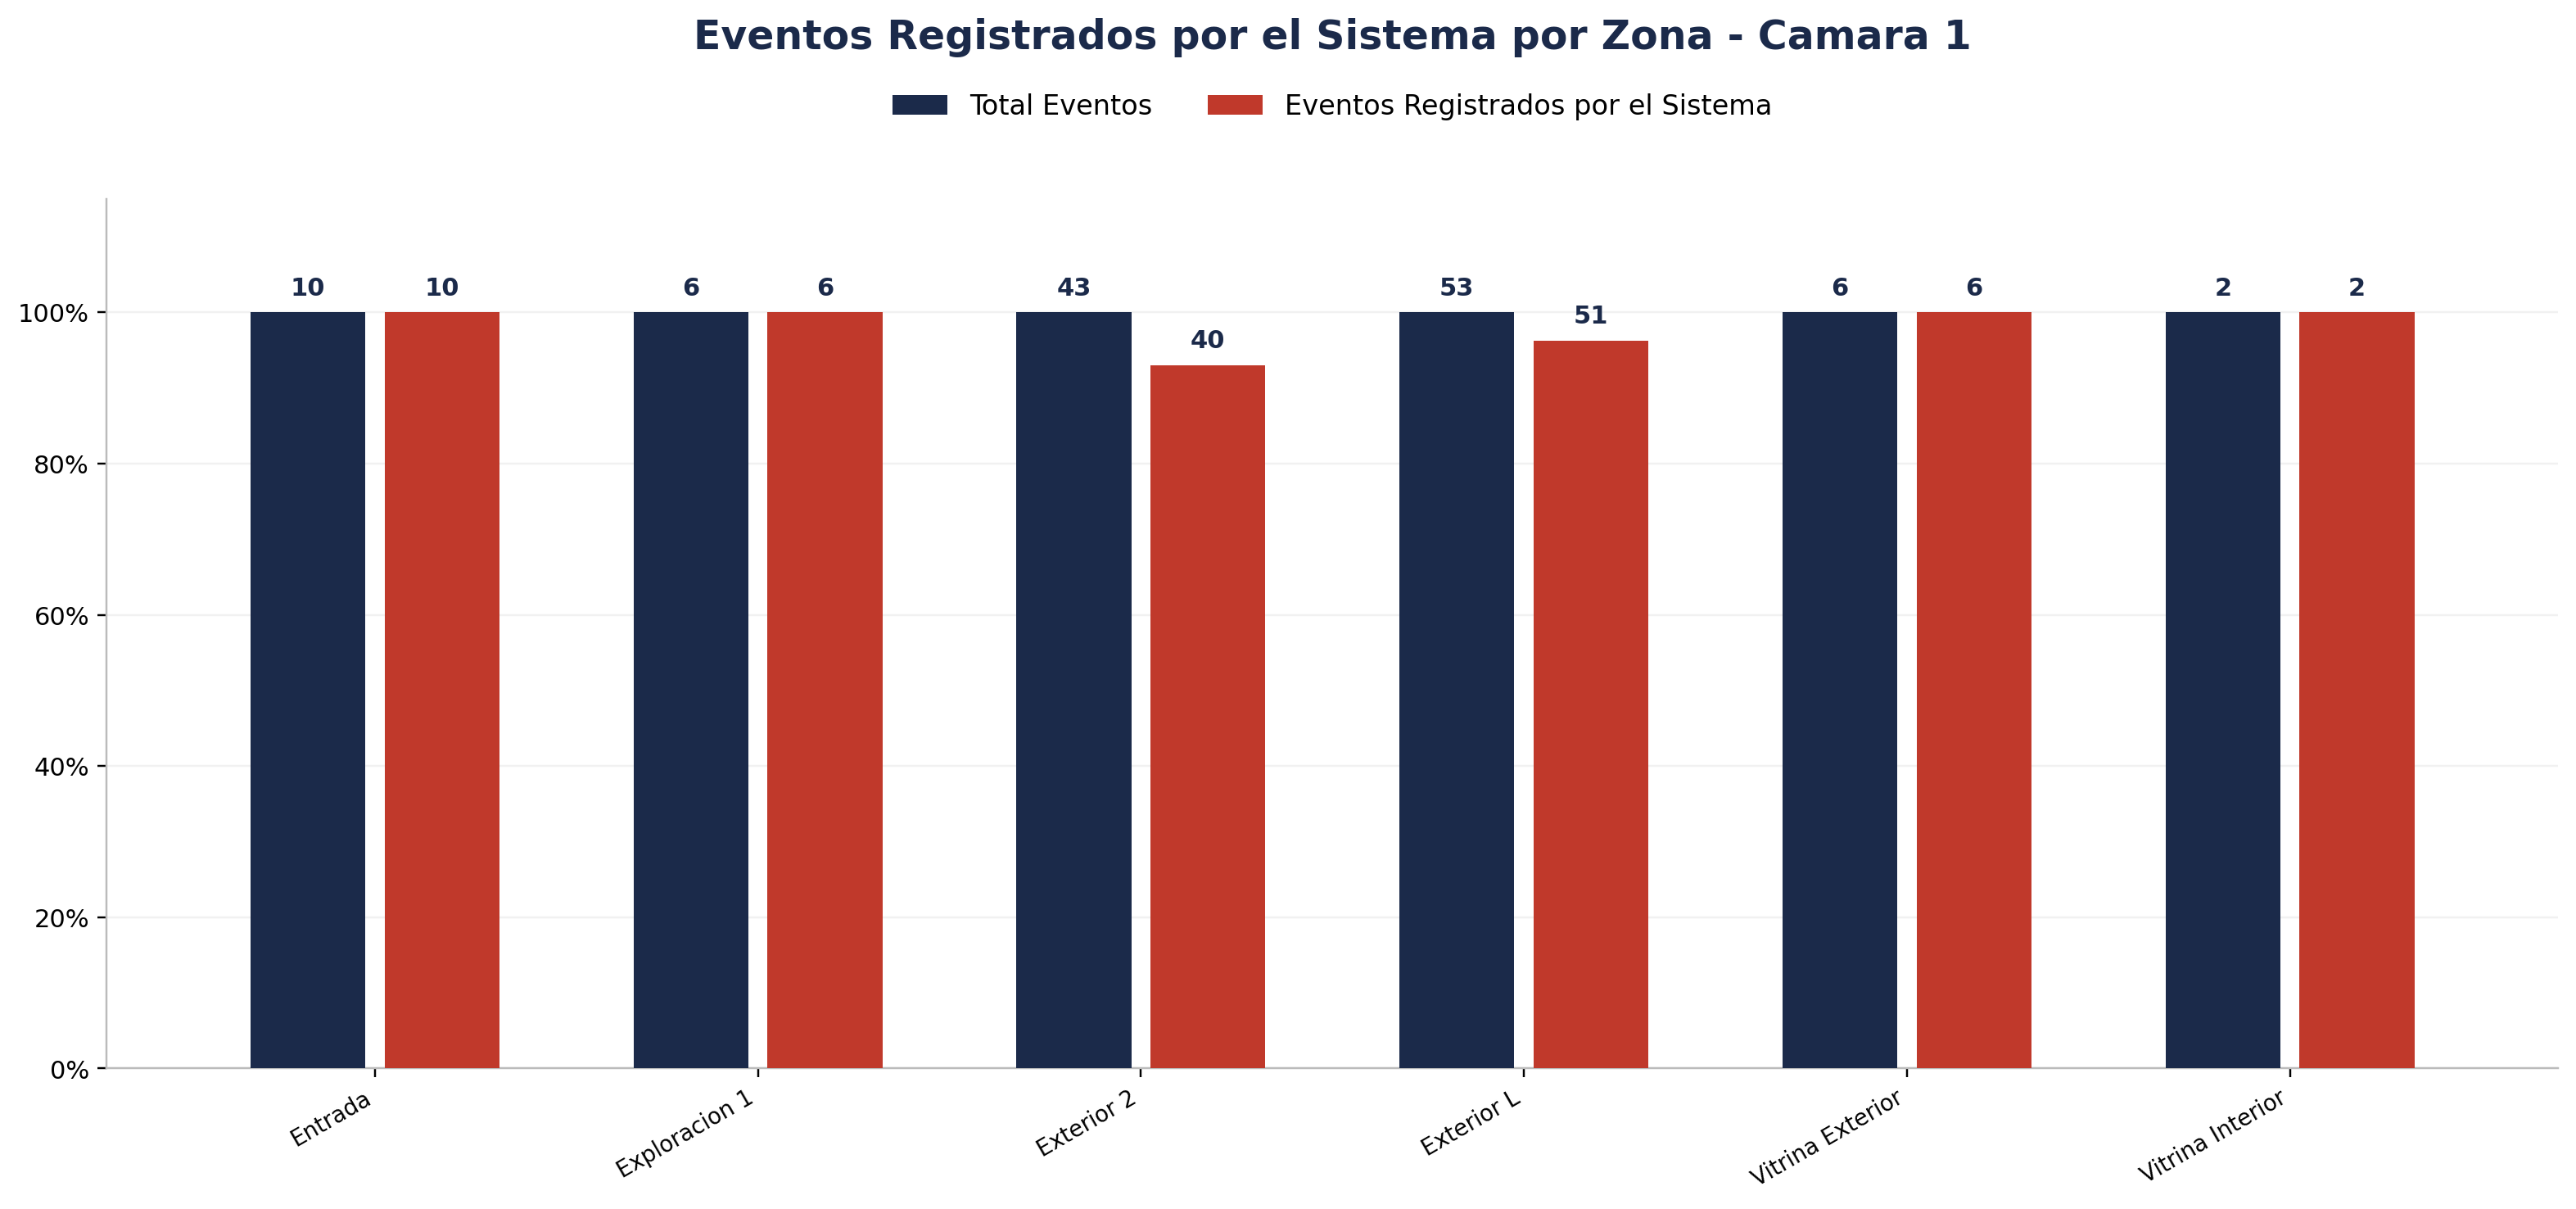 Eventos Registrados por el Sistema por Zona - Camara 1
Total Eventos
Eventos Registrados por el Sistema
10 10 6 6 43 40 53 51 6 6 2 2
100%
80%
60%
40%
20%
0%
Entrada
Exploracion 1
Exterior 2
Exterior L
Vitrina Exterior
Vitrina Interior